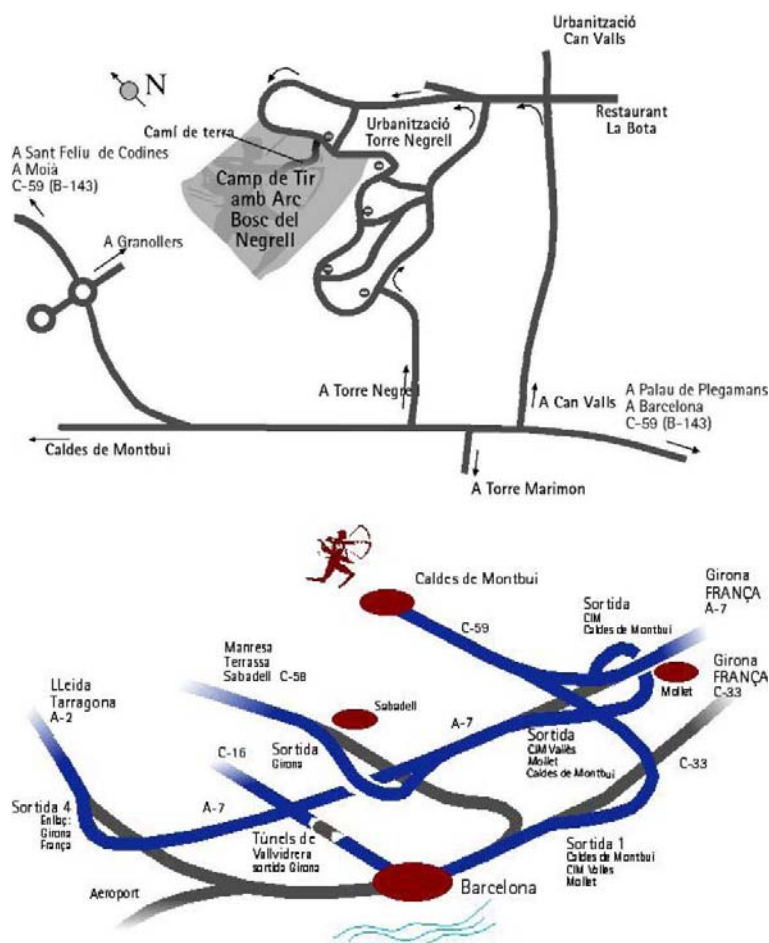 Urbanització
Can Valls
N
Camí de terra
Urbanització
Torre Negrell
Restaurant
La Bota
A Sant Feliu de Codines
A Moià
C-59 (B-143)
Camp de Tir
amb Arc
Bosc del
Negrell
A Granollers
A Torre Negrell
A Can Valls
A Palau de Plegamans
A Barcelona
C-59 (B-143)
Caldes de Montbui
A Torre Marimon
Caldes de Montbui
Girona
FRANÇA
A-7
Sortida
CIM
Caldes de Montbui
C-59
Manresa
Terrassa
Sabadell C-58
Girona
FRANÇA
C-33
Mollet
LLeida
Tarragona
A-2
Sabadell
A-7
Sortida
CIM Vallès
Mollet
Caldes de Montbui
C-16
Sortida
Girona
C-33
Sortida 4
Enllaç:
Girona
França
A-7
Túnels de
Vallvidrera
sortida Girona
Sortida 1
Caldes de Montbui
CIM Valles
Mollet
Aeroport
Barcelona